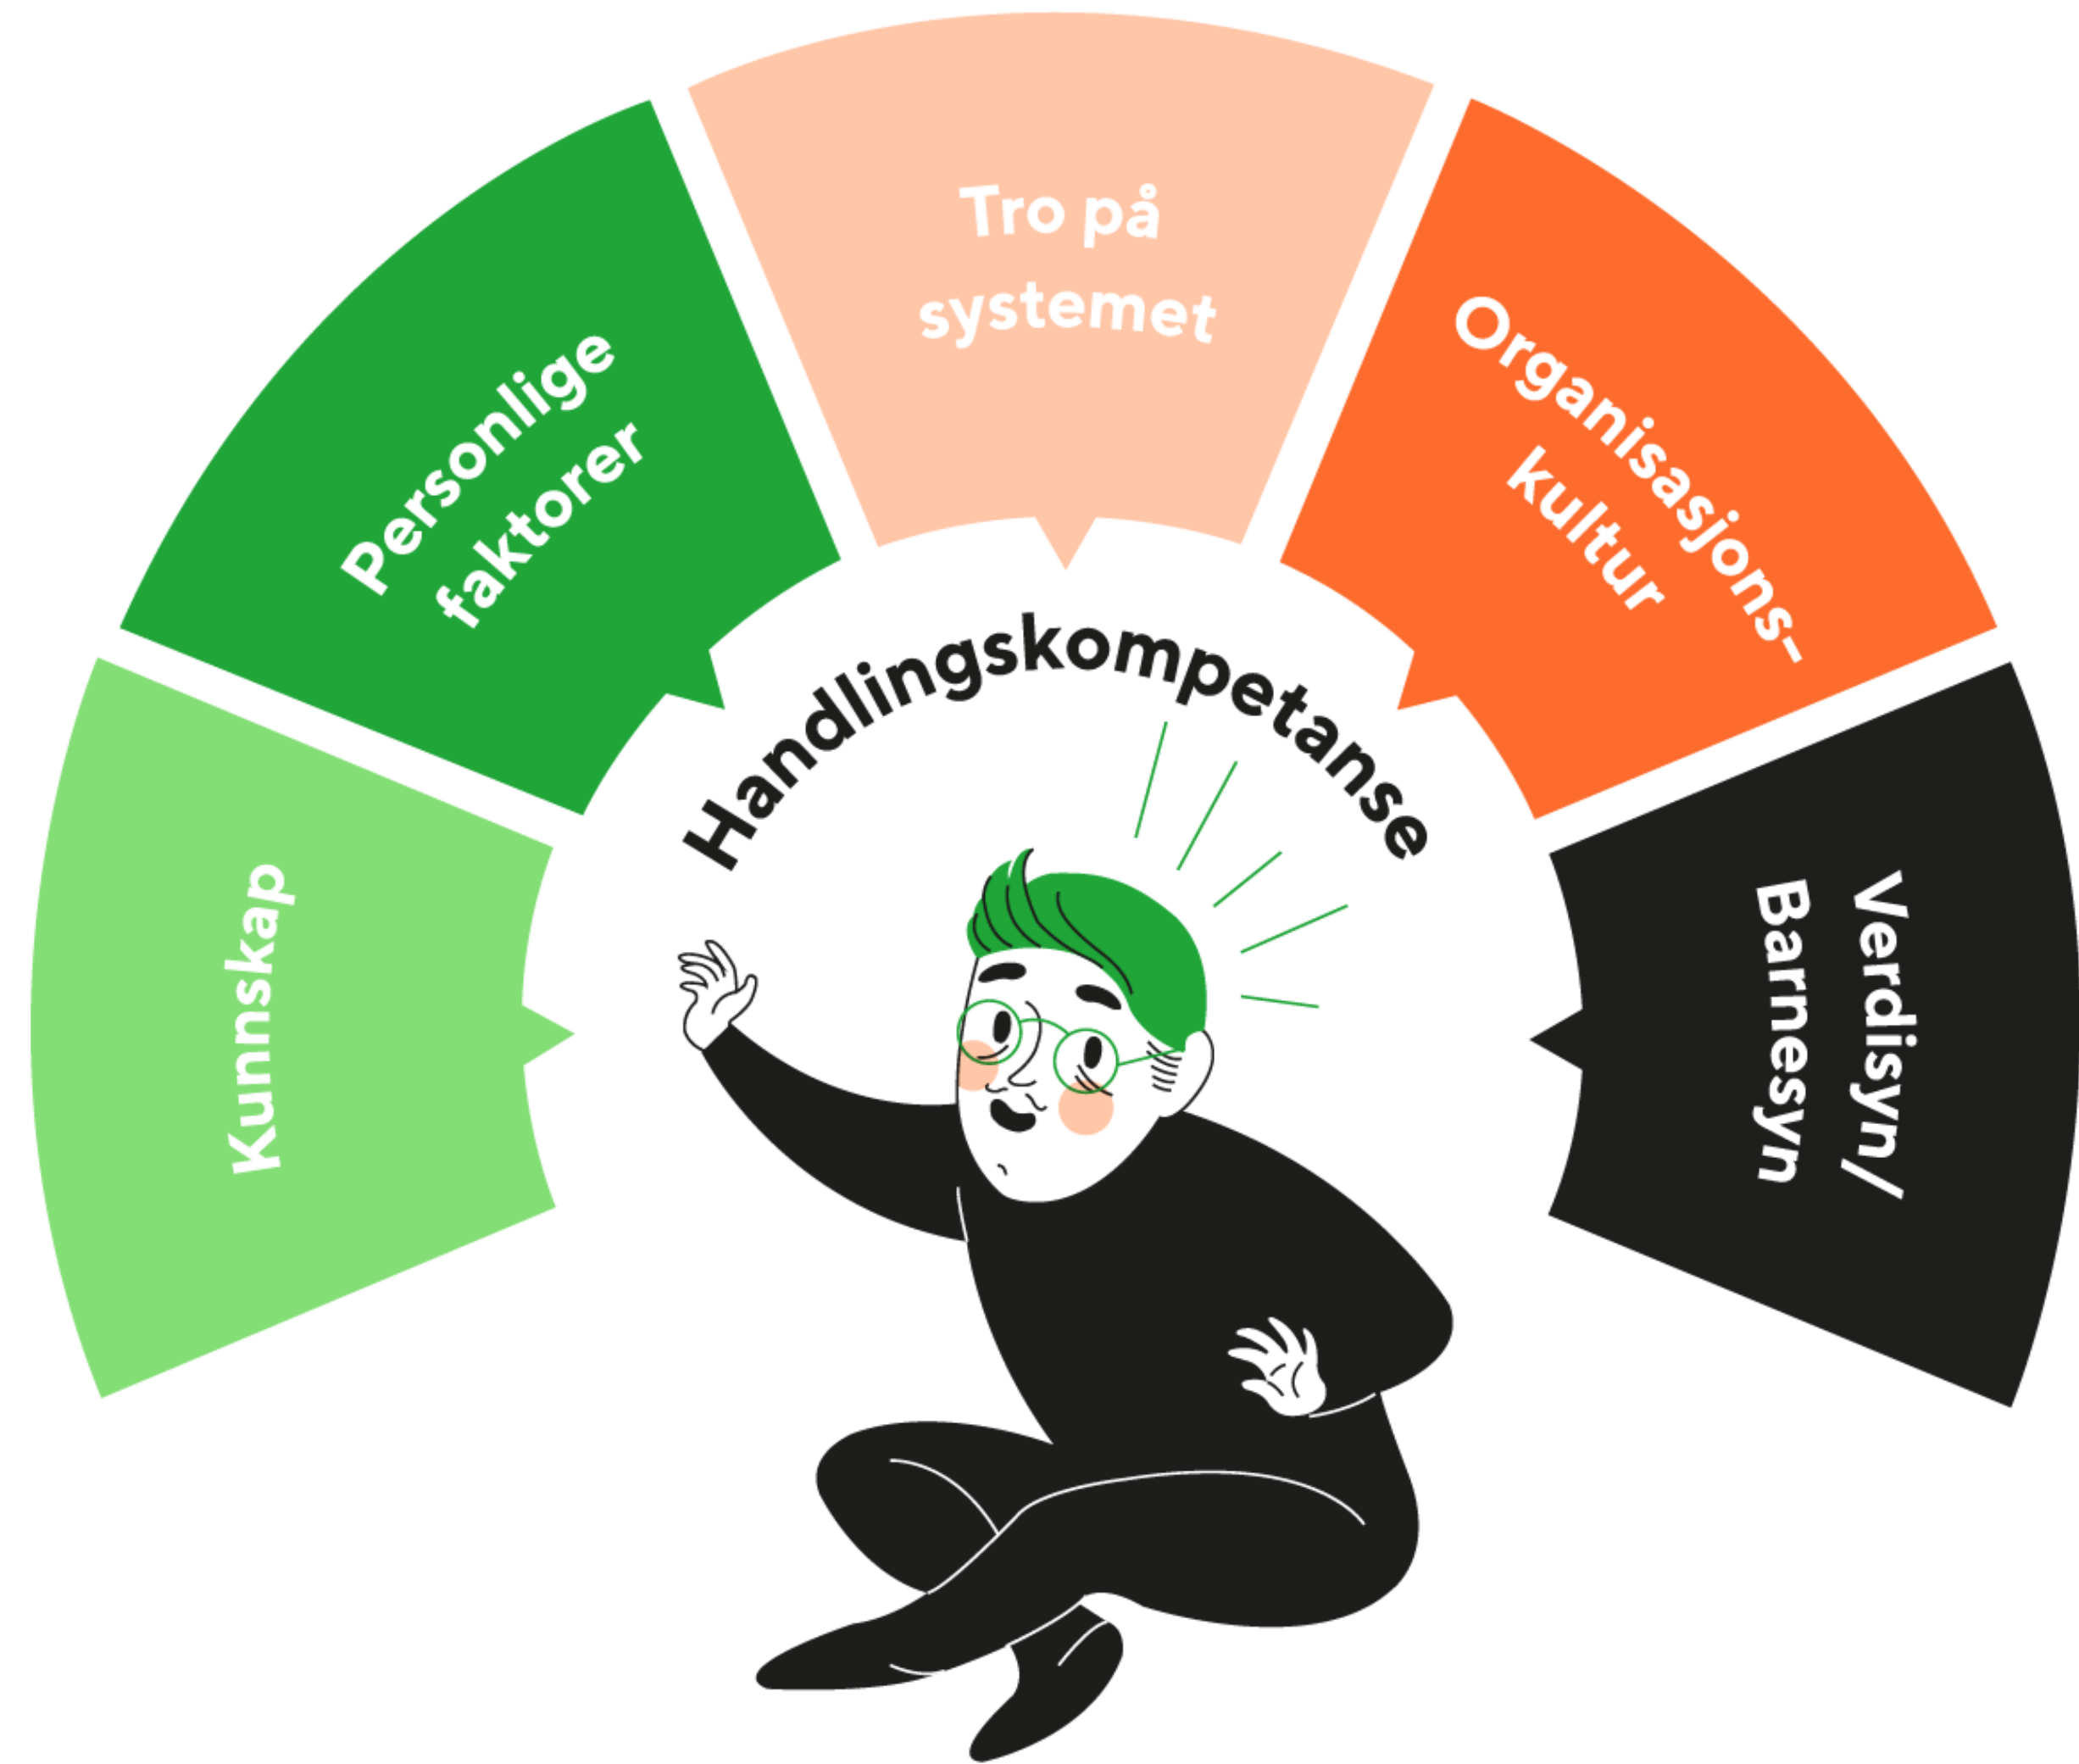 Kunnskap
Personlige
faktorer
Tro på
systemet
Organisasjons-
kultur
Verdisyn/
Barnesyn
Handlingskompetanse